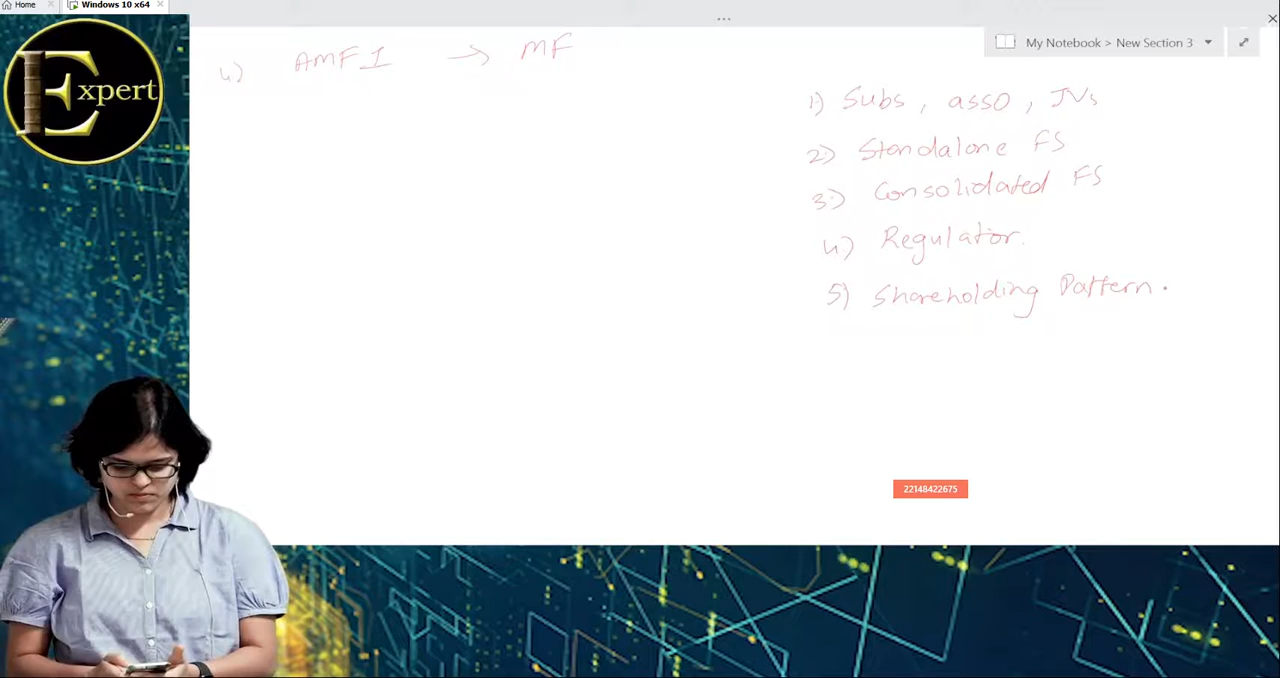 Home
Windows 10 x64
Expert
My Notebook > New Section 3
4) AMFI → MF
1) Subs, asso, JVs
2) Standalone FS
3) Consolidated FS
4) Regulator.
5) Shareholding Pattern.
22148422675